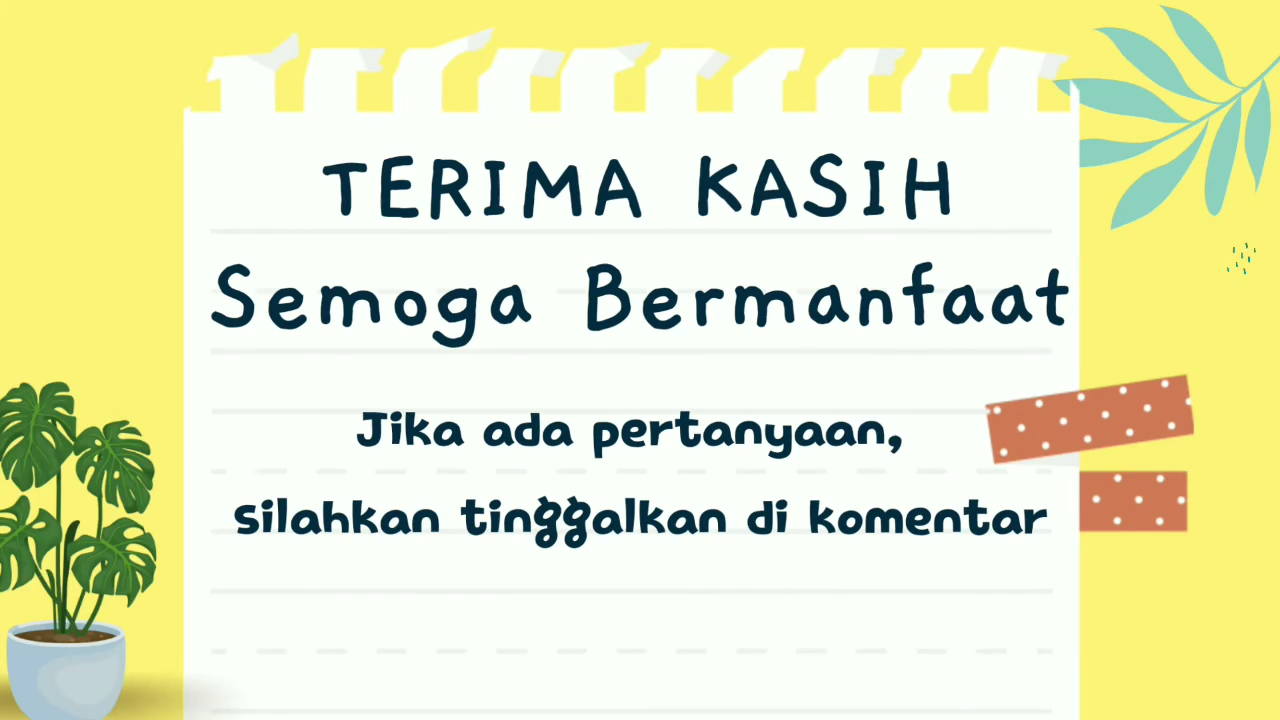 TERIMA KASIH
Semoga Bermanfaat
Jika ada pertanyaan,
silahkan tinggalkan di komentar